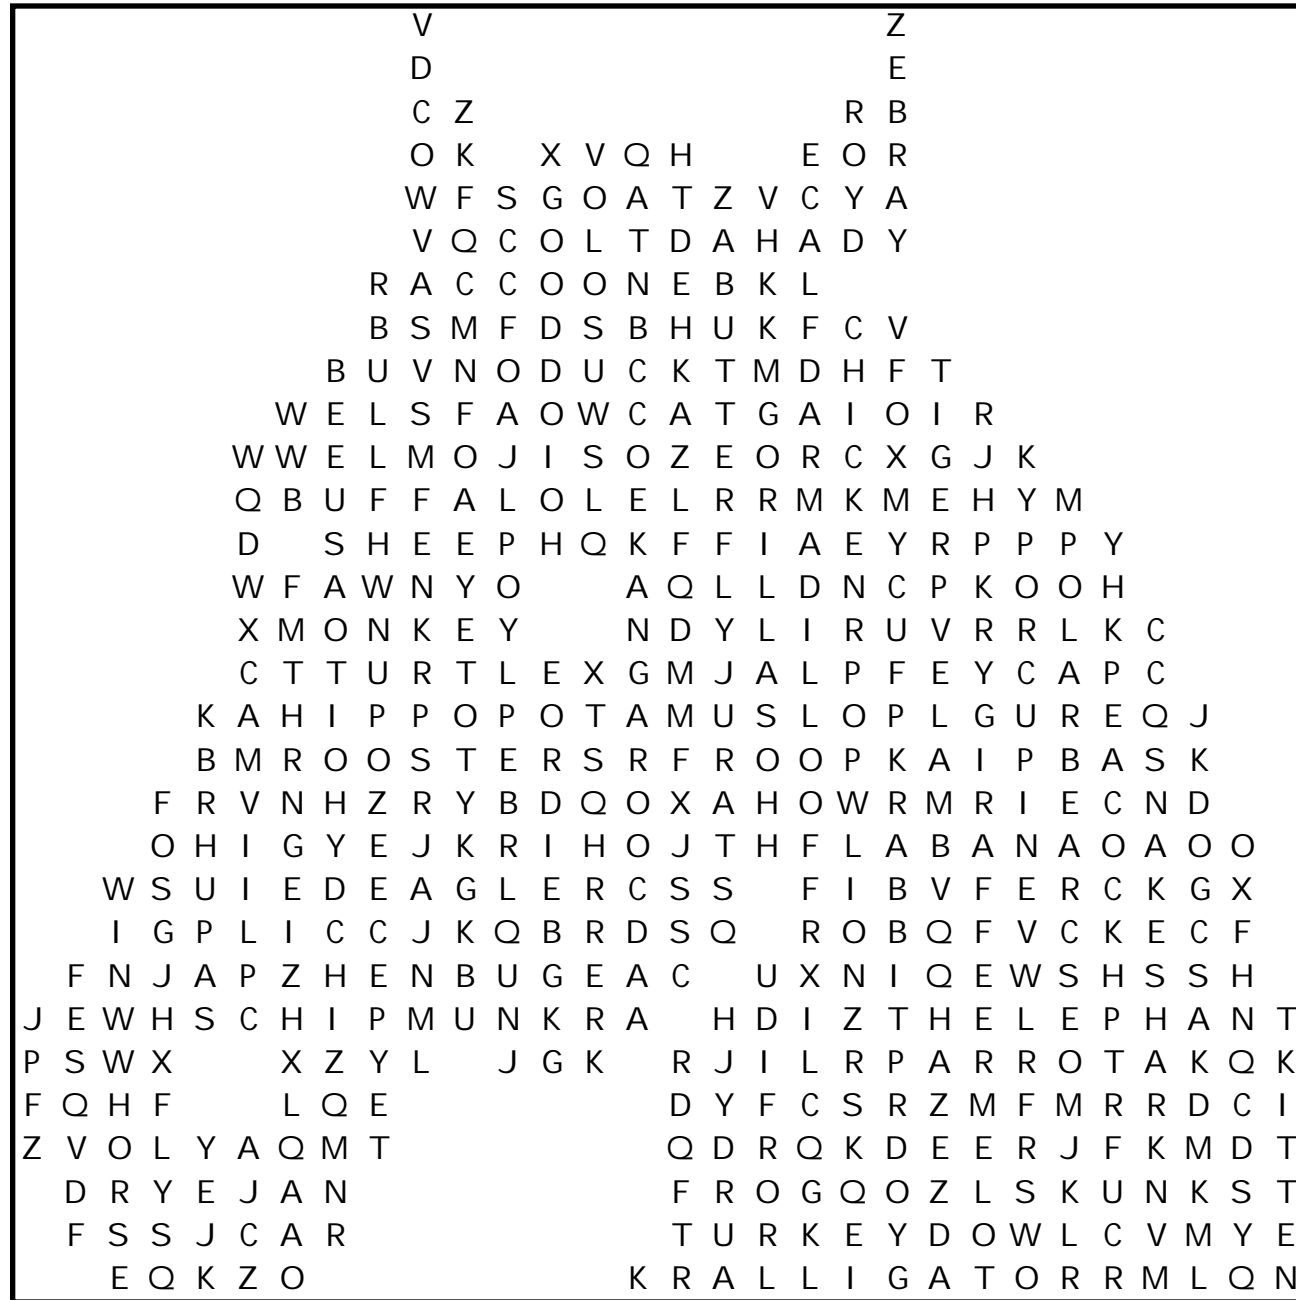 V Z
D E
C Z R B
O K X V Q H E O R
W F S G O A T Z V C Y A
V Q C O L T D A H A D Y
R A C C O O N E B K L
B S M F D S B H U K F C V
B U V N O D U C K T M D H F T
W E L S F A O W C A T G A I O I R
W W E L M O J I S O Z E O R C X G J K
Q B U F F A L O L E L R R M K M E H Y M
D S H E E P H Q K F F I A E Y R P P P Y
W F A W N Y O A Q L L D N C P K O O H
X M O N K E Y N D Y L I R U V R R L K C
C T T U R T L E X G M J A L P F E Y C A P C
K A H I P P O P O T A M U S L O P L G U R E Q J
B M R O O S T E R S R F R O O P K A I P B A S K
F R V N H Z R Y B D Q O X A H O W R M R I E C N D
O H I G Y E J K R I H O J T H F L A B A N A O A O O
W S U I E D E A G L E R C S S F I B V F E R C K G X
I G P L I C C J K Q B R D S Q R O B Q F V C K E C F
F N J A P Z H E N B U G E A C U X N I Q E W S H S S H
J E W H S C H I P M U N K R A H D I Z T H E L E P H A N T
P S W X X Z Y L J G K R J I L R P A R R O T A K Q K
F Q H F L Q E D Y F C S R Z M F M R R D C I
Z V O L Y A Q M T Q D R Q K D E E R J F K M D T
D R Y E J A N F R O G Q O Z L S K U N K S T
F S S J C A R T U R K E Y D O W L C V M Y E
E Q K Z O K R A L L I G A T O R R M L Q N